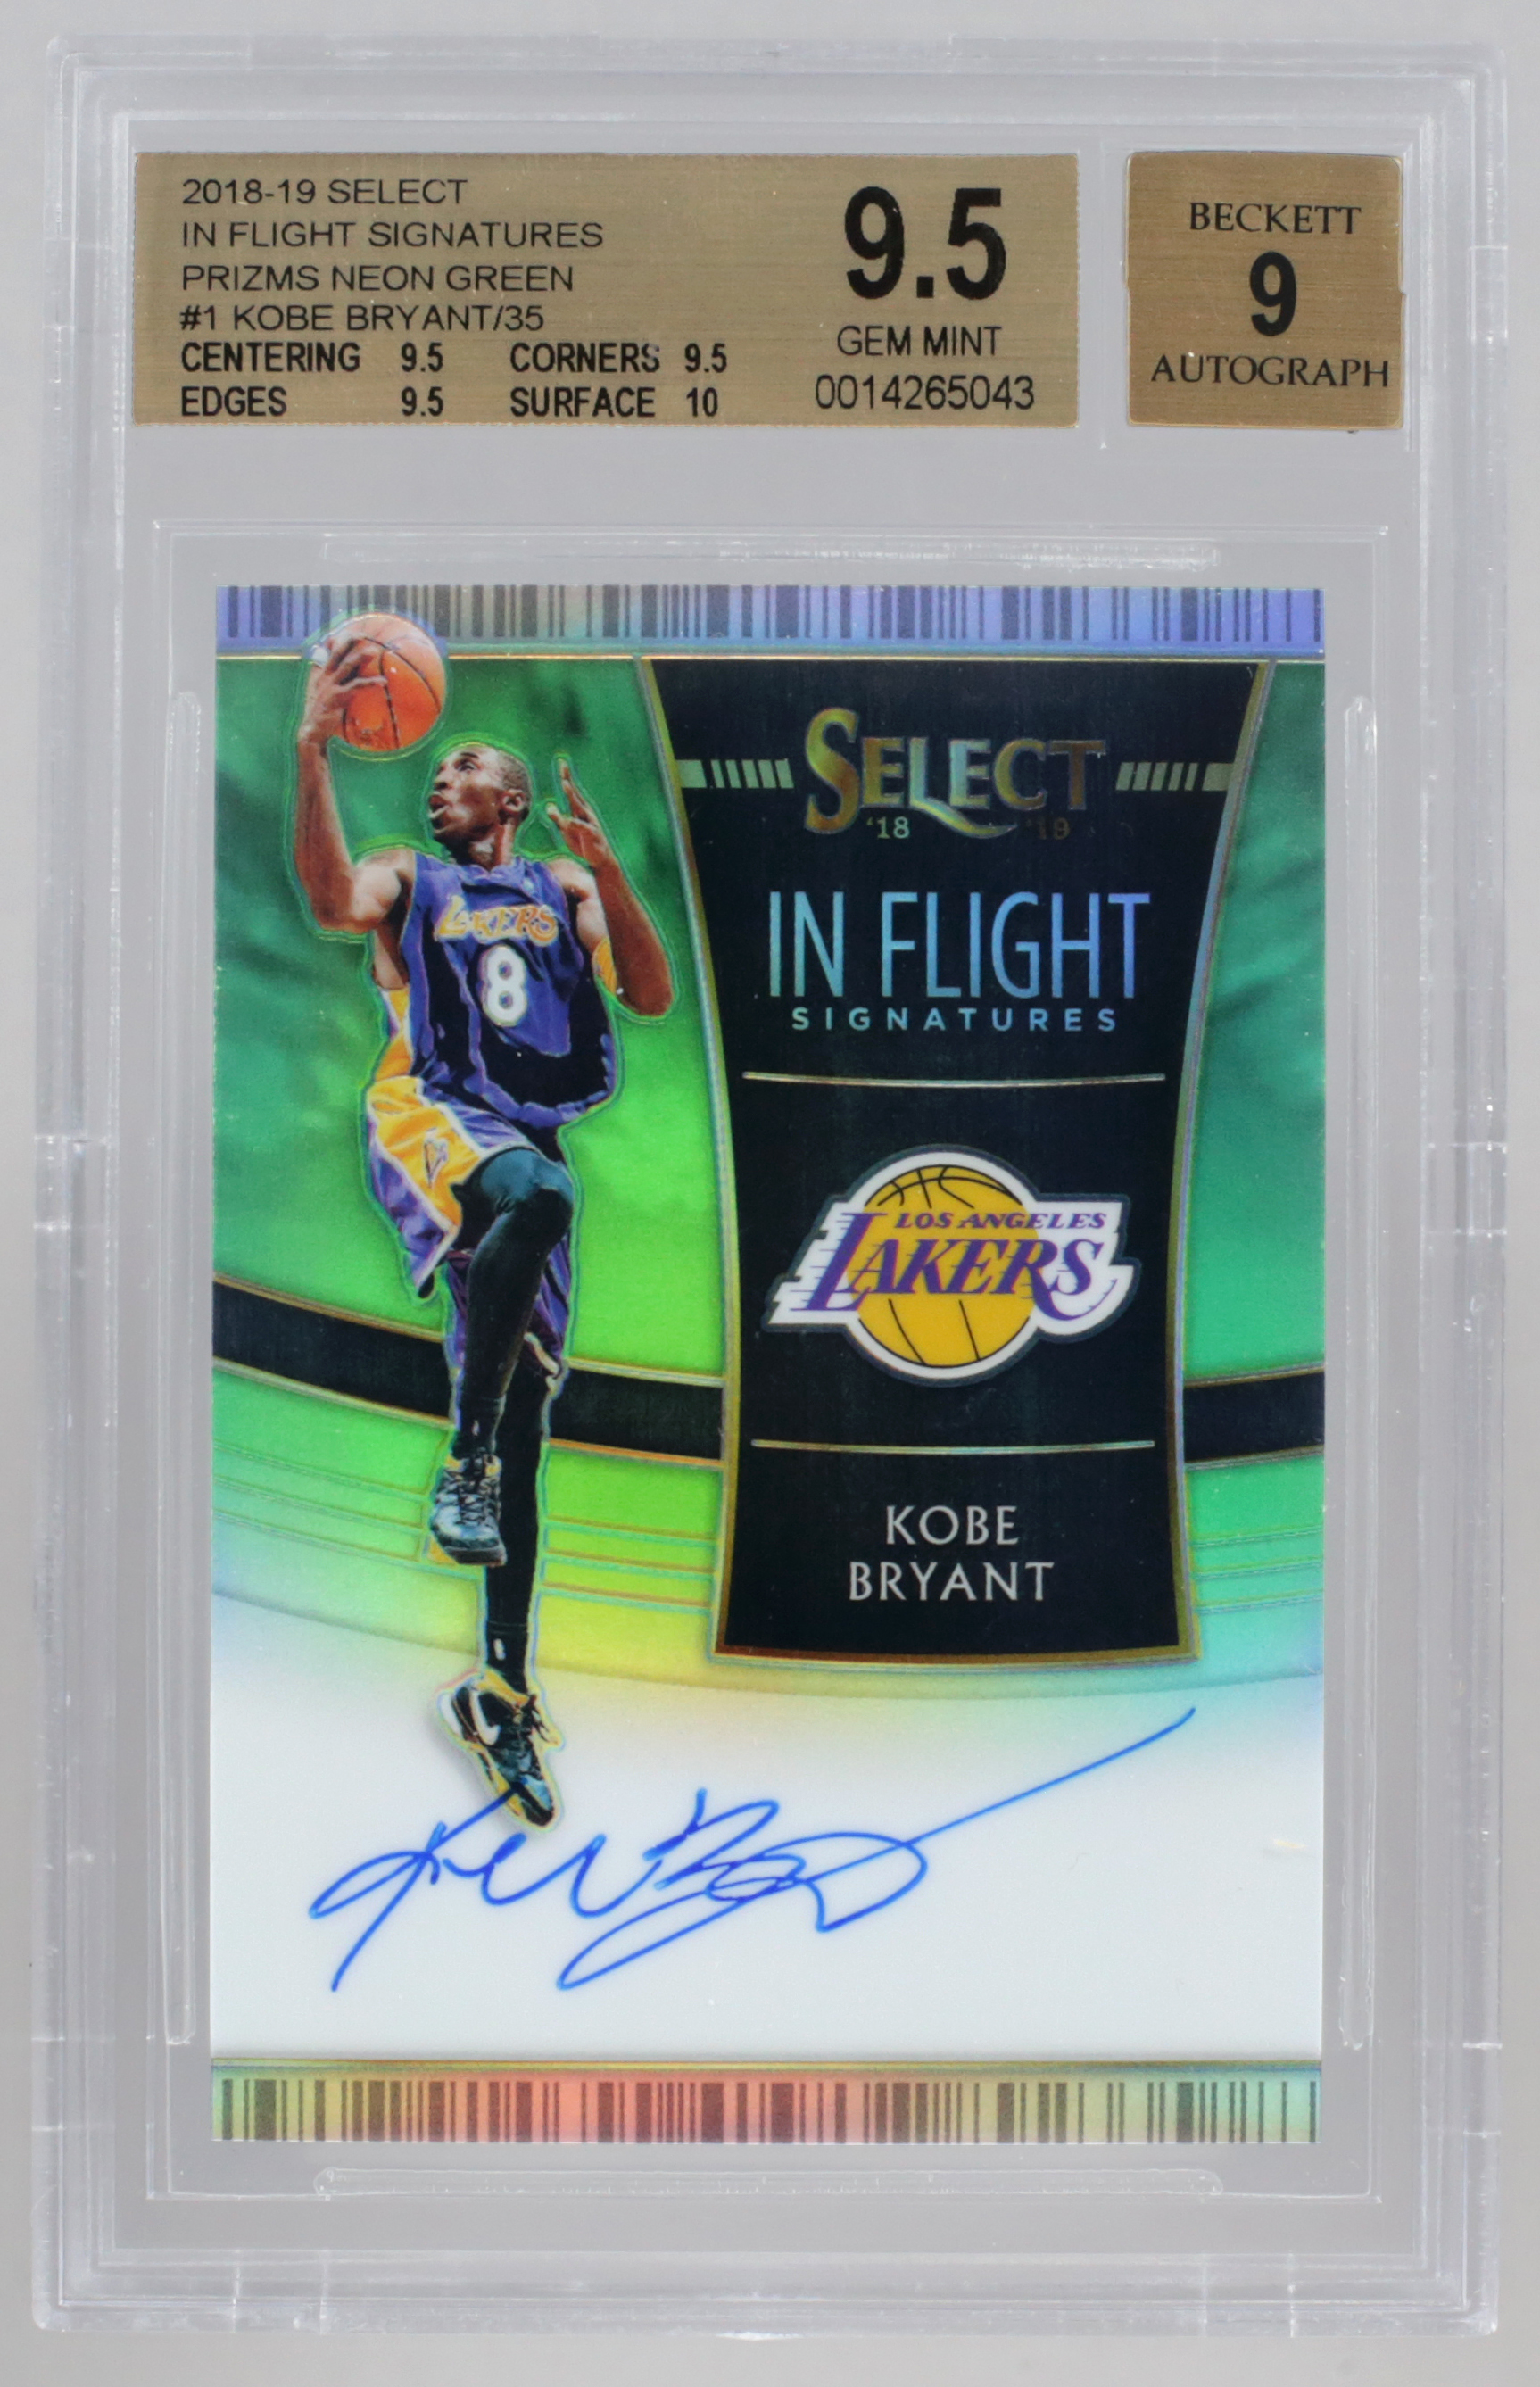 2018-19 SELECT
IN FLIGHT SIGNATURES
PRIZMS NEON GREEN
#1 KOBE BRYANT/35
CENTERING 9.5 CORNERS 9.5
EDGES 9.5 SURFACE 10
9.5
GEM MINT
0014265043
BECKETT
9
AUTOGRAPH
SELECT
'18 '19
IN FLIGHT
SIGNATURES
LAKERS
8
LOS ANGELES
LAKERS
KOBE
BRYANT